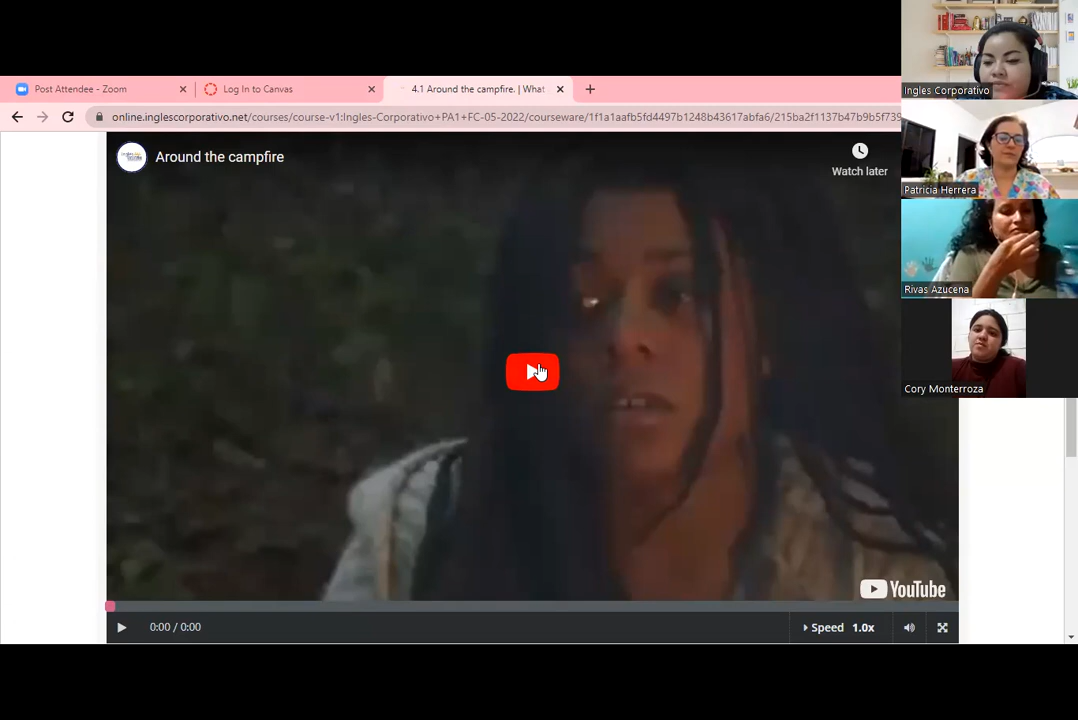 Post Attendee - Zoom
Log In to Canvas
4.1 Around the campfire. | What
online.inglescorporativo.net/courses/course-v1:Ingles-Corporativo+PA1+FC-05-2022/courseware/1f1a1aafb5fd4497b1248b43617abfa6/215ba2f1137b47b9b5f739
Around the campfire
Watch later
YouTube
0:00 / 0:00
Speed 1.0x
Ingles Corporativo
Patricia Herrera
Rivas Azucena
Cory Monterroza